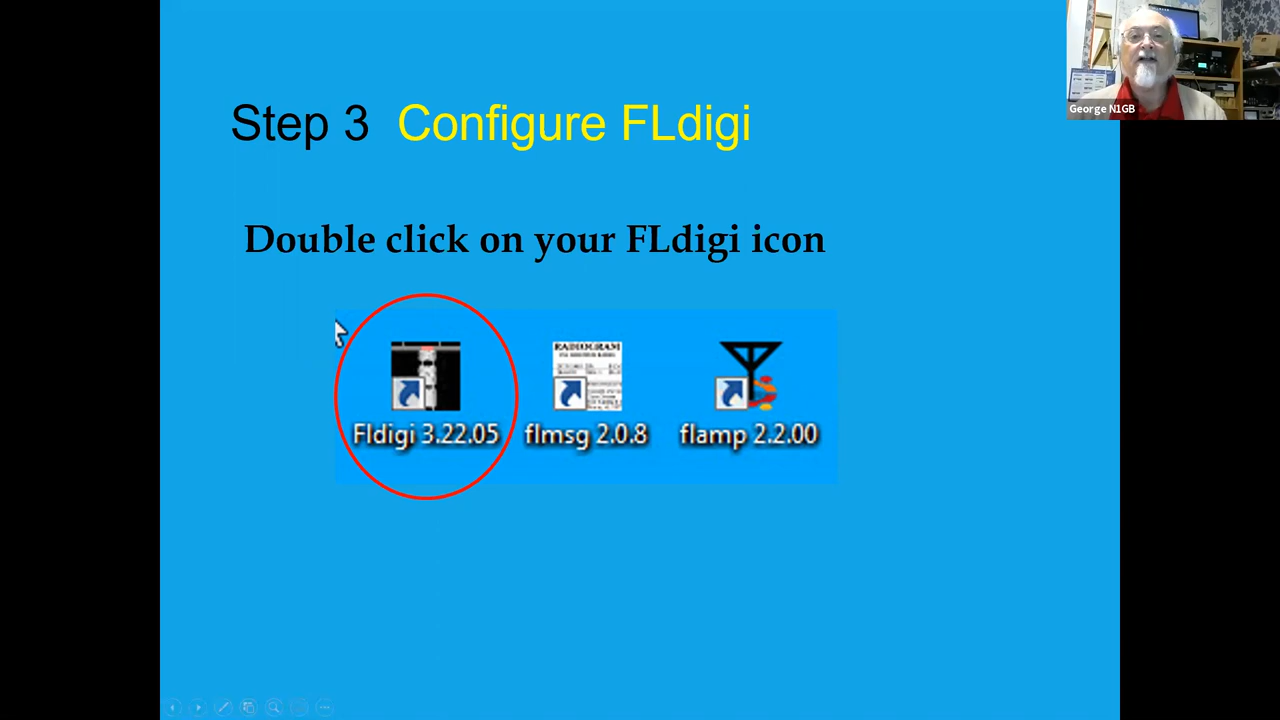 Step 3 Configure FLdigi
George N1GB
Double click on your FLdigi icon
RADIOGRAM
Fldigi 3.22.05
flmsg 2.0.8
flamp 2.2.00